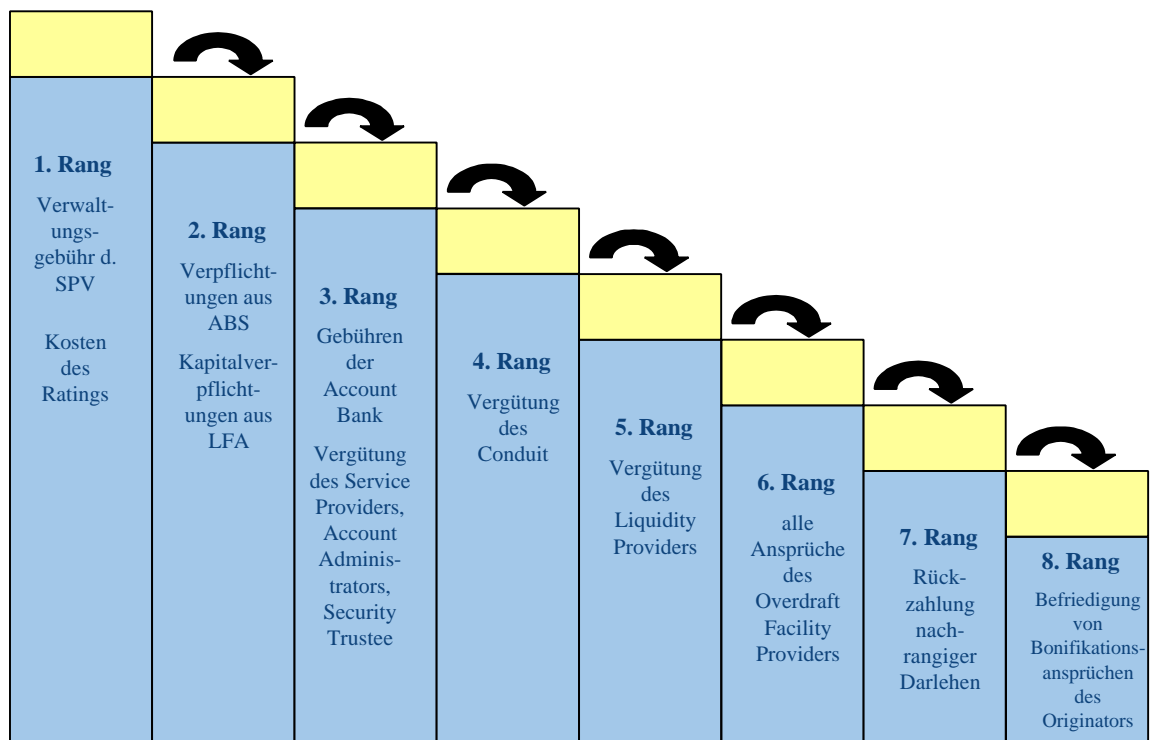 1. Rang
Verwalt-
ungs-
gebühr d.
SPV
Kosten
des
Ratings
2. Rang
Verpflicht-
ungen aus
ABS
Kapitalver-
pflicht-
ungen aus
LFA
3. Rang
Gebühren
der
Account
Bank
Vergütung
des Service
Providers,
Account
Adminis-
trators,
Security
Trustee
4. Rang
Vergütung
des
Conduit
5. Rang
Vergütung
des
Liquidity
Providers
6. Rang
alle
Ansprüche
des
Overdraft
Facility
Providers
7. Rang
Rück-
zahlung
nach-
rangiger
Darlehen
8. Rang
Befriedigung
von
Bonifikations-
ansprüchen
des
Originators